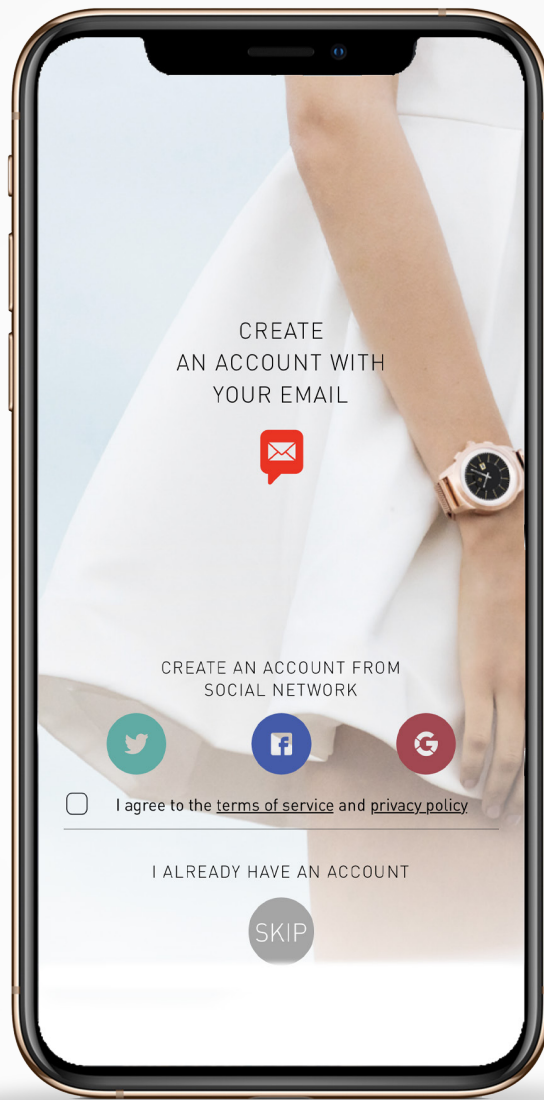 CREATE
AN ACCOUNT WITH
YOUR EMAIL
CREATE AN ACCOUNT FROM
SOCIAL NETWORK
I agree to the terms of service and privacy policy
I ALREADY HAVE AN ACCOUNT
SKIP